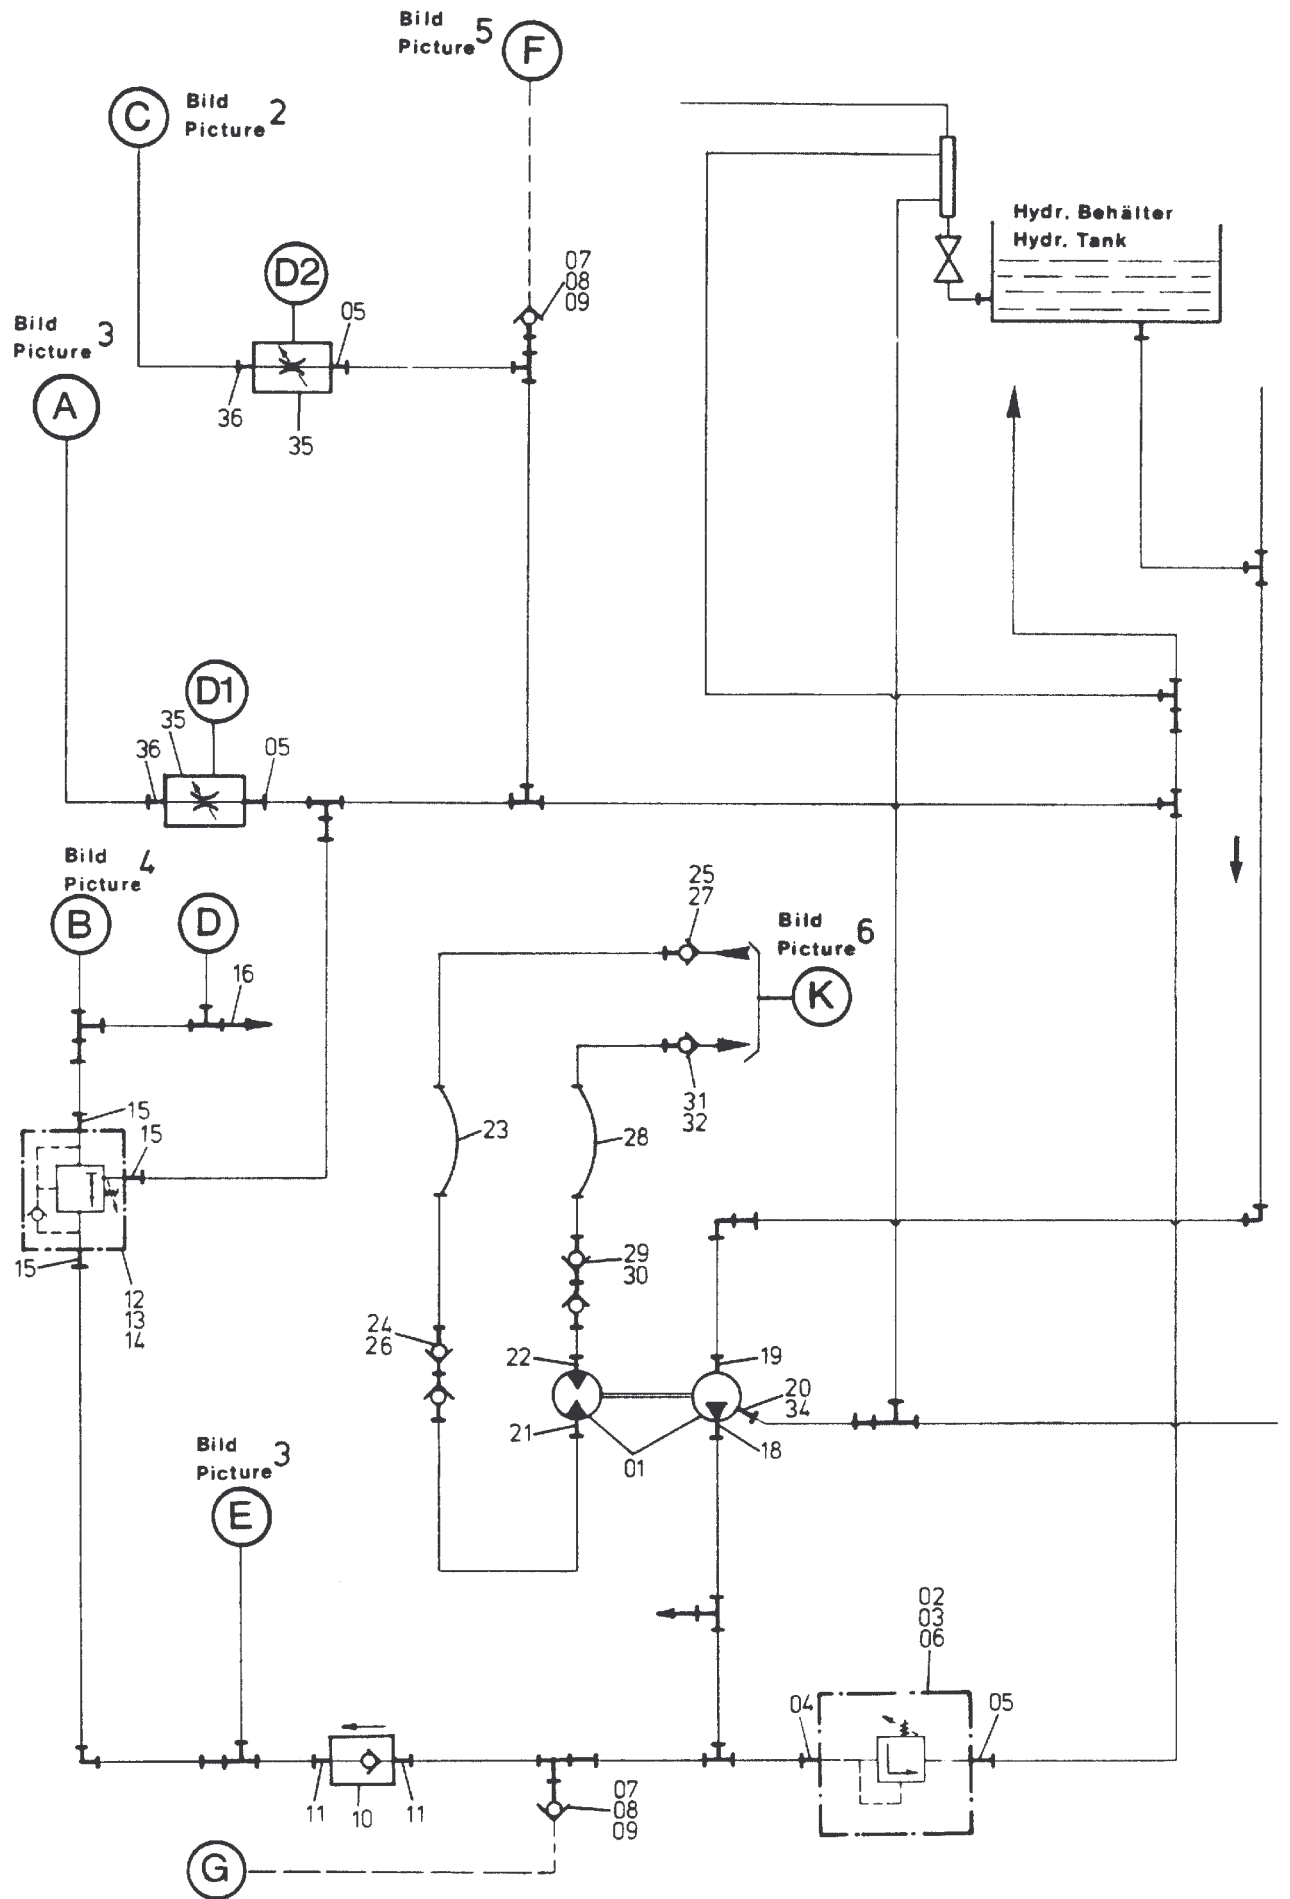 Bild
Picture 5
F
C
Bild
Picture 2
Hydr. Behälter
Hydr. Tank
D2
07
08
09
05
Bild
Picture 3
A
36
35
D1
35
36
05
Bild
Picture 4
B
D
16
25
27
Bild
Picture 6
K
15
15
23
28
31
32
15
12
13
14
29
30
24
26
22
19
20
34
21
01
18
Bild
Picture 3
E
02
03
06
04
05
11
10
11
07
08
09
G